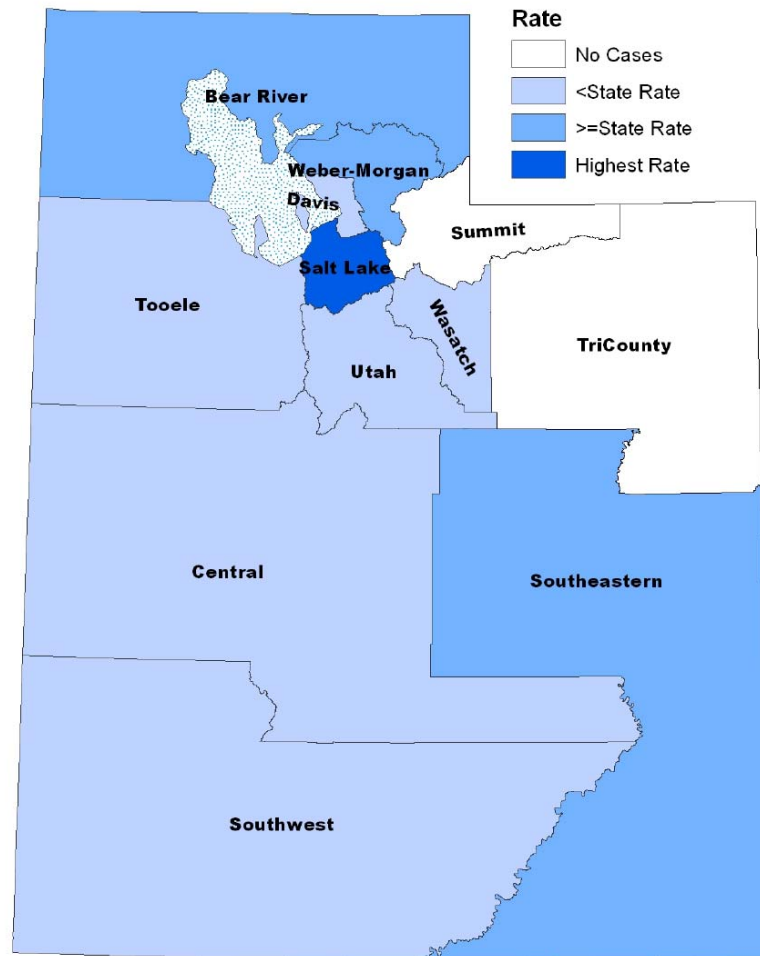 Rate
No Cases
<State Rate
>=State Rate
Highest Rate
Bear River
Weber-Morgan
Davis
Summit
Salt Lake
Tooele
Wasatch
TriCounty
Utah
Central
Southeastern
Southwest